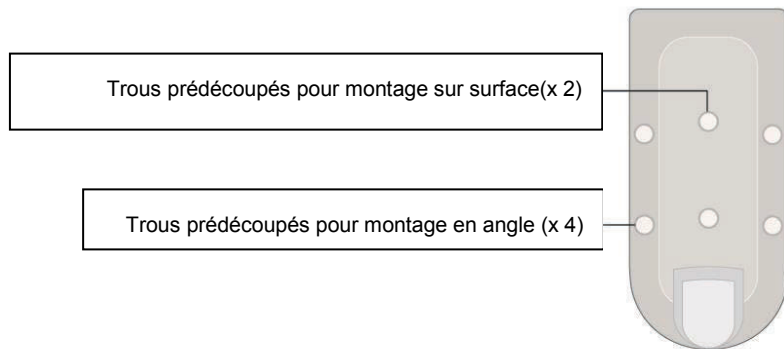 Trous prédécoupés pour montage sur surface(x 2)
Trous prédécoupés pour montage en angle (x 4)